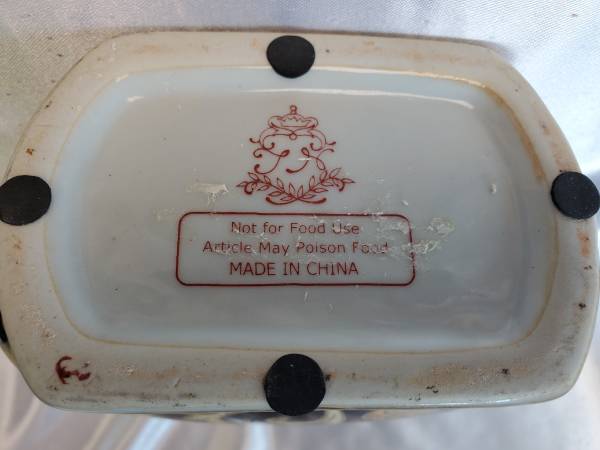 Not for Food Use
Article May Poison Food
MADE IN CHINA